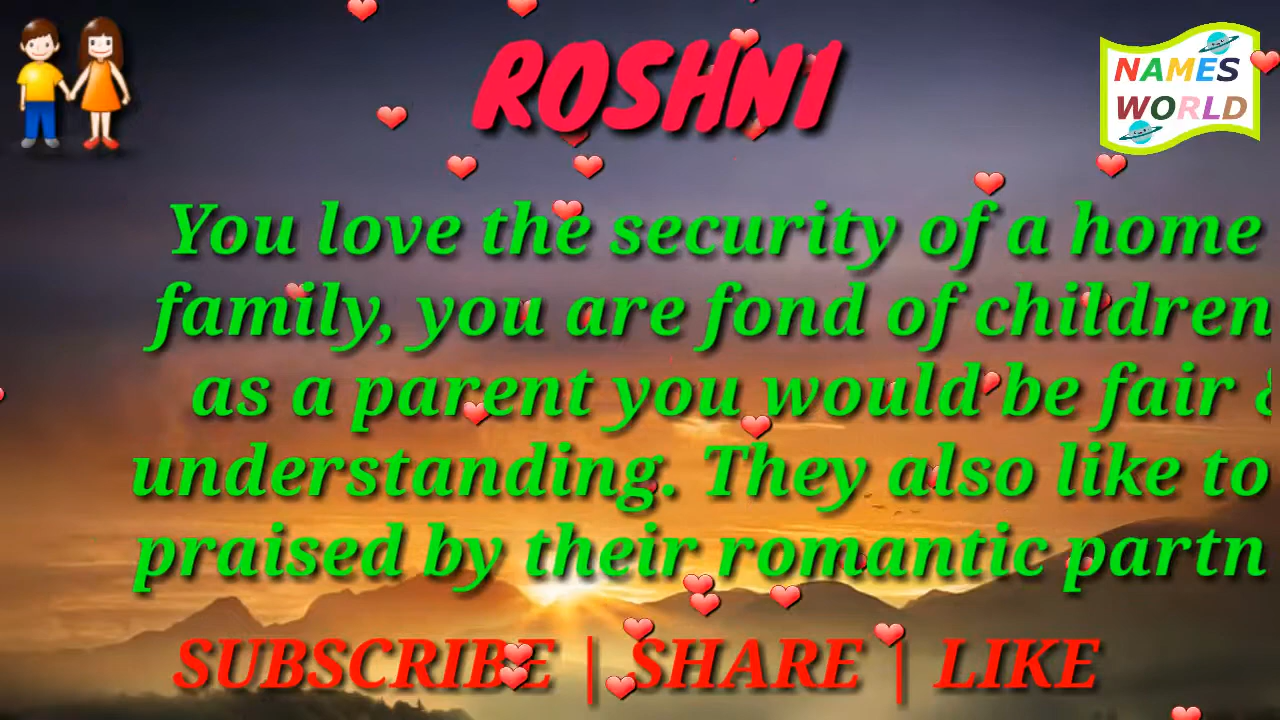 ROSHNI
NAMES
WORLD
You love the security of a home
family, you are fond of children
as a parent you would be fair
understanding. They also like to
praised by their romantic partn
SUBSCRIBE | SHARE | LIKE